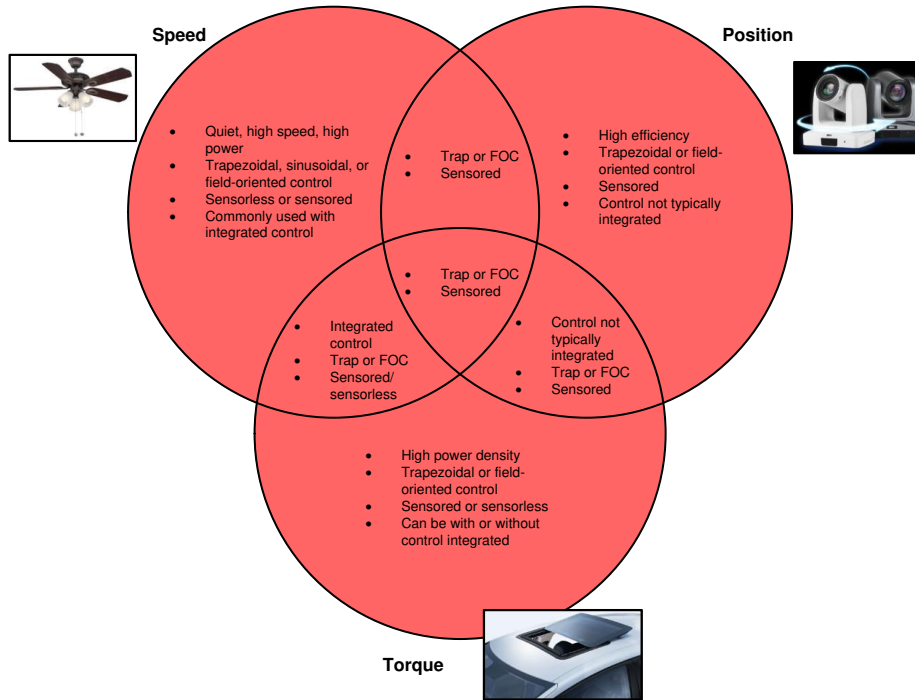 Speed
Position
• Quiet, high speed, high
power
• Trapezoidal, sinusoidal, or
field-oriented control
• Sensorless or sensored
• Commonly used with
integrated control
• Trap or FOC
• Sensored
• High efficiency
• Trapezoidal or field-
oriented control
• Sensored
• Control not typically
integrated
• Trap or FOC
• Sensored
• Integrated
control
• Trap or FOC
• Sensored/
sensorless
• Control not
typically
integrated
• Trap or FOC
• Sensored
• High power density
• Trapezoidal or field-
oriented control
• Sensored or sensorless
• Can be with or without
control integrated
Torque